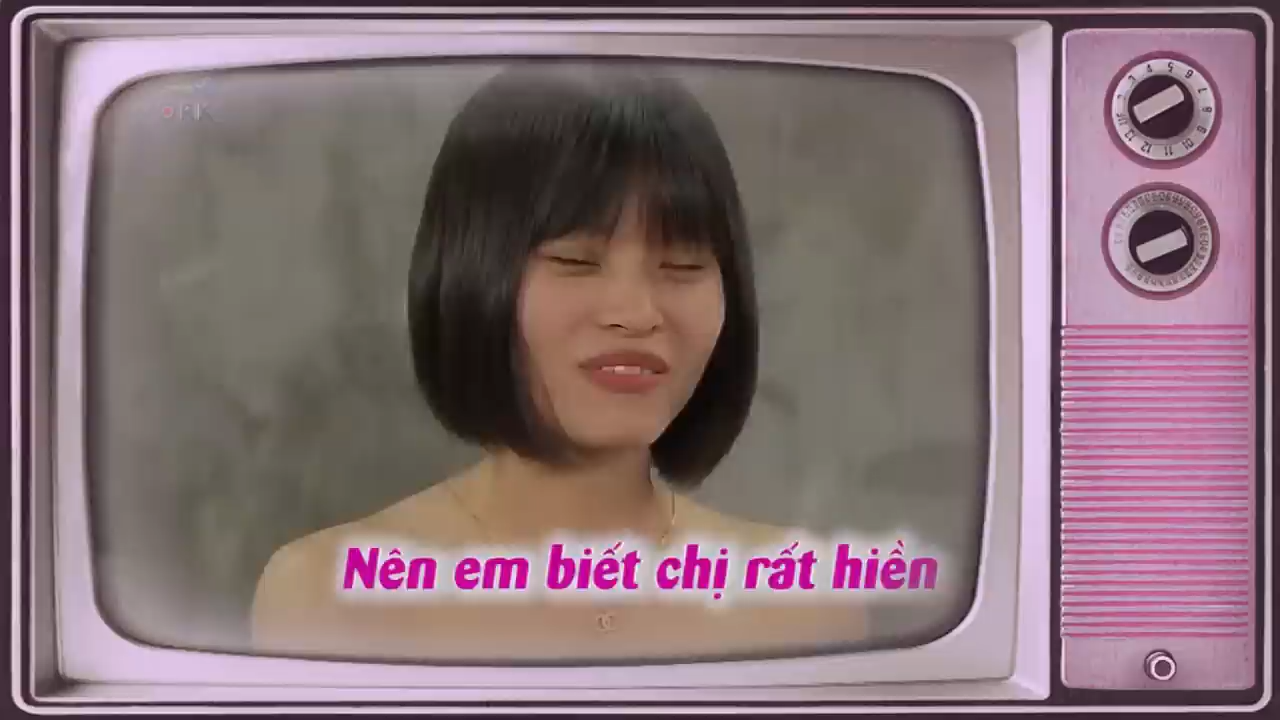 Nên em biết chị rất hiền